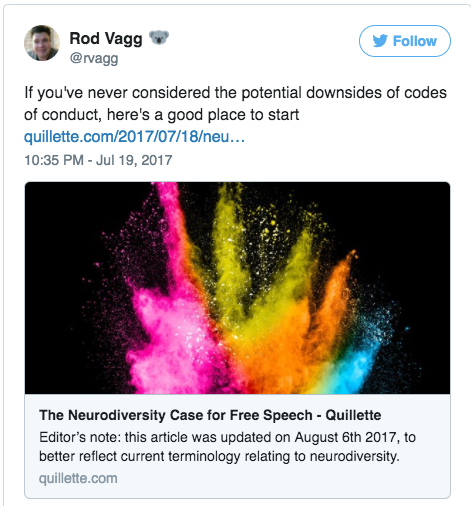 Rod Vagg 🐨
@rvagg
Follow
If you've never considered the potential downsides of codes
of conduct, here's a good place to start
quillette.com/2017/07/18/neu…
10:35 PM - Jul 19, 2017
The Neurodiversity Case for Free Speech - Quillette
Editor's note: this article was updated on August 6th 2017, to
better reflect current terminology relating to neurodiversity.
quillette.com